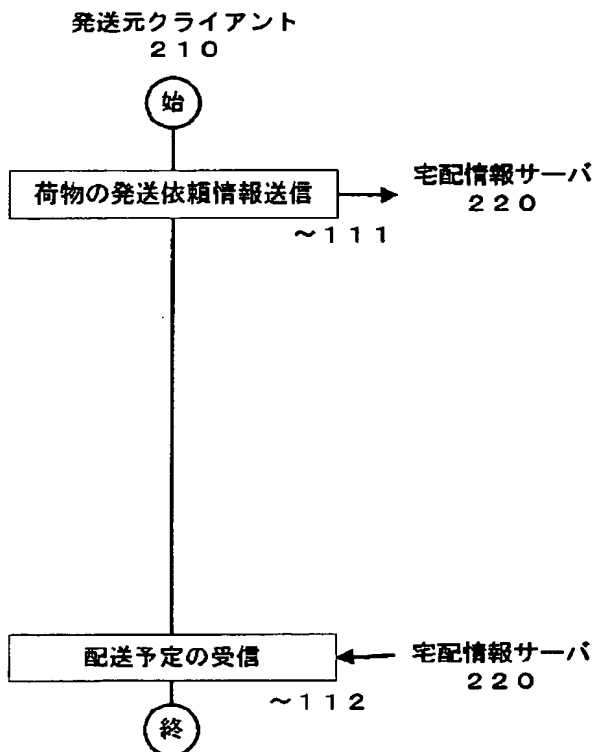 発送元クライアント
２１０
始
荷物の発送依頼情報送信
宅配情報サーバ
２２０
～１１１
配送予定の受信
宅配情報サーバ
２２０
～１１２
終